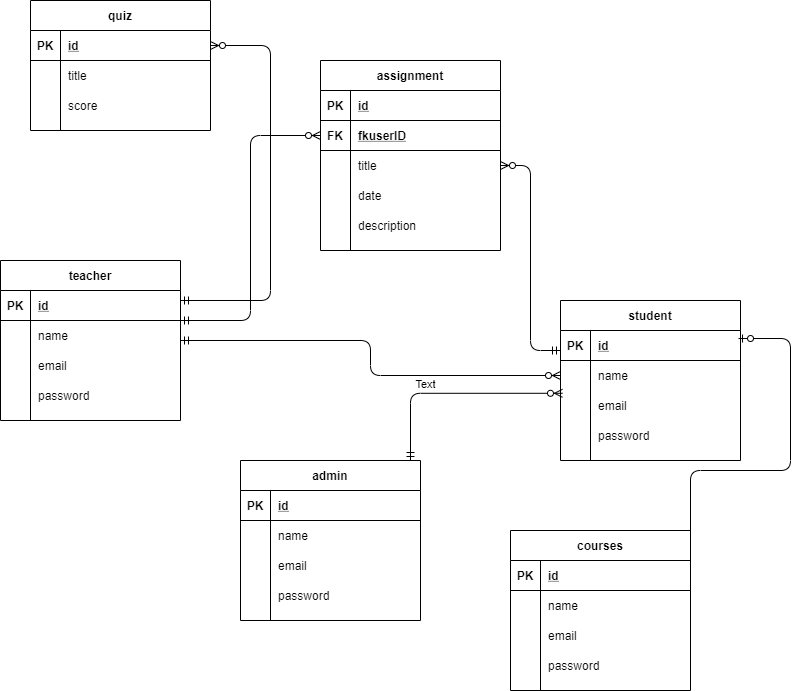 quiz
PK id
title
score
assignment
PK id
FK fkuserID
title
date
description
teacher
PK id
name
email
password
student
PK id
name
email
password
Text
admin
PK id
name
email
password
courses
PK id
name
email
password